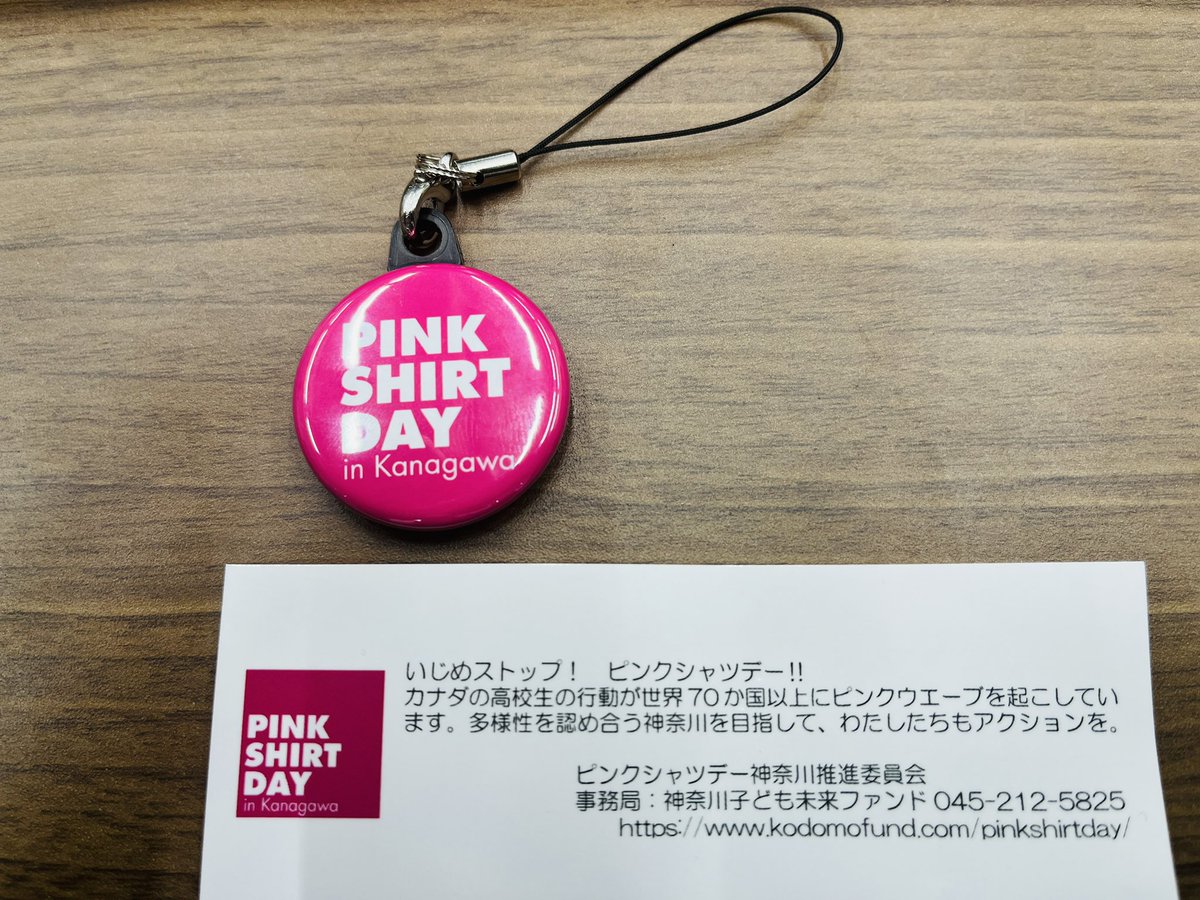 PINK
SHIRT
DAY
in Kanagawa
いじめストップ！　ピンクシャツデー!!
カナダの高校生の行動が世界70か国以上にピンクウエーブを起こしてい
ます。多様性を認め合う神奈川を目指して、わたしたちもアクションを。
PINK
SHIRT
DAY
in Kanagawa
ピンクシャツデー神奈川推進委員会
事務局：神奈川子ども未来ファンド 045-212-5825
https://www.kodomofund.com/pinkshirtday/